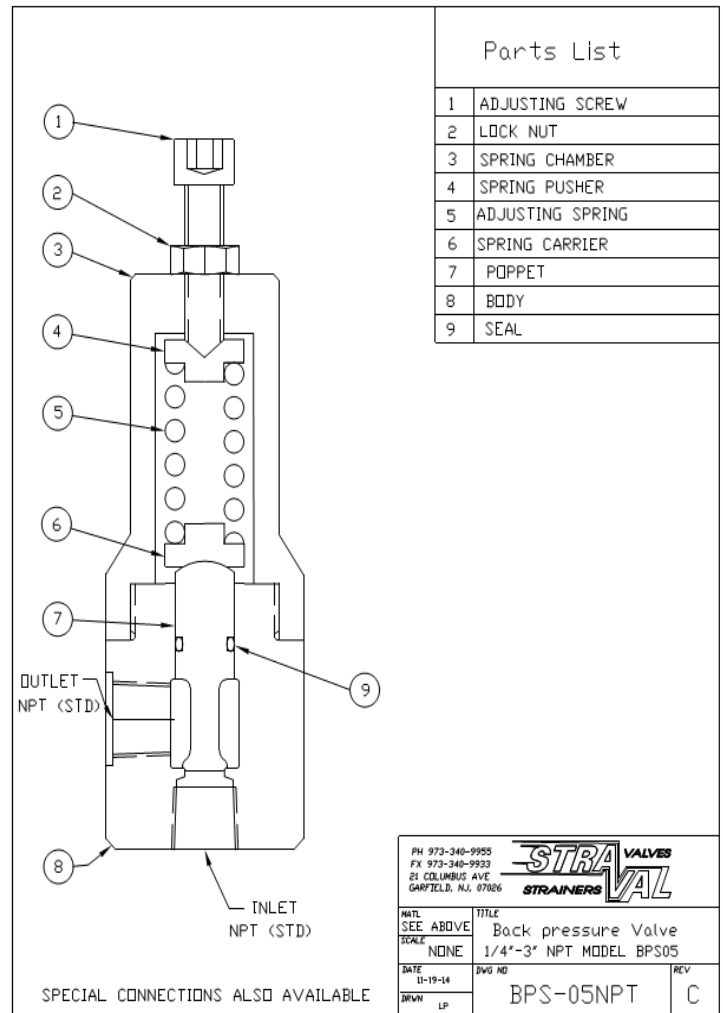 Parts List
1 ADJUSTING SCREW
2 LOCK NUT
3 SPRING CHAMBER
4 SPRING PUSHER
5 ADJUSTING SPRING
6 SPRING CARRIER
7 POPPET
8 BODY
9 SEAL
1
2
3
4
5
6
7
9
OUTLET
NPT (STD)
8
INLET
NPT (STD)
SPECIAL CONNECTIONS ALSO AVAILABLE
PH 973-340-9955
FX 973-340-9933
21 COLUMBUS AVE
GARFIELD, NJ, 07026
STRA VALVES
STRAINERS VAL
MATL
SEE ABOVE
TITLE
Back pressure Valve
1/4"-3" NPT MODEL BPS05
SCALE
NONE
DATE
11-19-14
DWG NO
BPS-05NPT
REV
C
DRWN
LP